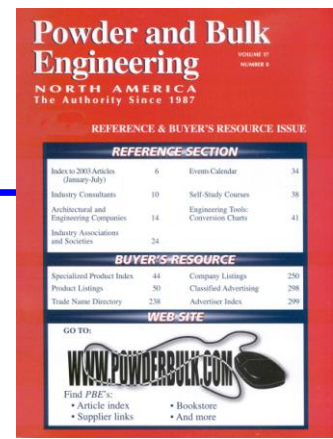 Powder and Bulk
Engineering
VOLUME 17
NUMBER 8
NORTH AMERICA
The Authority Since 1987
REFERENCE & BUYER'S RESOURCE ISSUE
REFERENCE SECTION
Index to 2003 Articles (January-July) 6
Industry Consultants 10
Architectural and Engineering Companies 14
Industry Associations and Societies 24
Events Calendar 34
Self-Study Courses 38
Engineering Tools: Conversion Charts 41
BUYER'S RESOURCE
Specialized Product Index 44
Product Listings 50
Trade Name Directory 238
Company Listings 250
Classified Advertising 298
Advertiser Index 299
WEB SITE
GO TO:
WWW.POWDERBULK.COM
Find PBE's:
• Article index
• Supplier links
• Bookstore
• And more